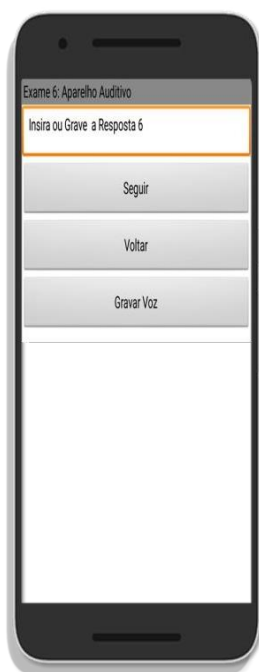 Exame 6: Aparelho Auditivo
Insira ou Grave a Resposta 6
Seguir
Voltar
Gravar Voz